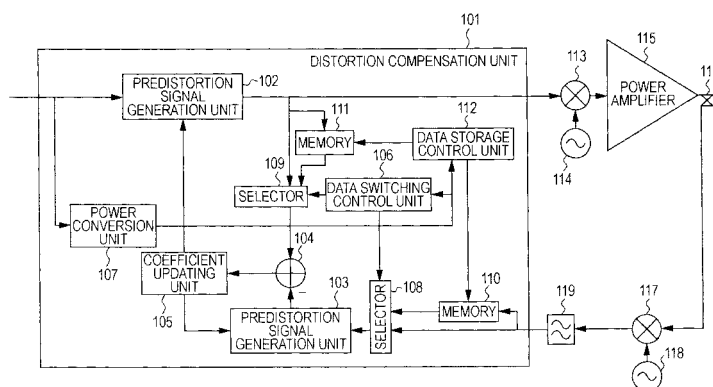 101
DISTORTION COMPENSATION UNIT
102
PREDISTORTION
SIGNAL
GENERATION UNIT
111
MEMORY
112
DATA STORAGE
CONTROL UNIT
113
114
115
POWER
AMPLIFIER
11
109
SELECTOR
106
DATA SWITCHING
CONTROL UNIT
POWER
CONVERSION
UNIT
107
104
COEFFICIENT
UPDATING
UNIT
105
103
PREDISTORTION
SIGNAL
GENERATION UNIT
108
SELECTOR
110
MEMORY
119
117
118